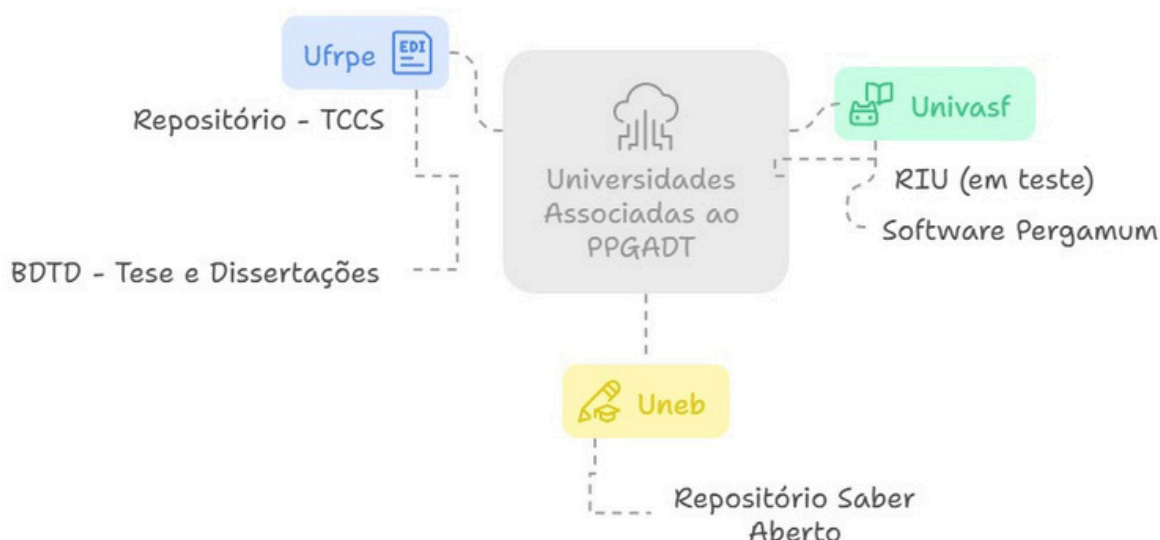 Ufrpe
EDI
Repositório - TCCS
BDTD - Tese e Dissertações
Universidades
Associadas ao
PPGADT
Univasf
RIU (em teste)
Software Pergamum
Uneb
Repositório Saber
Aberto